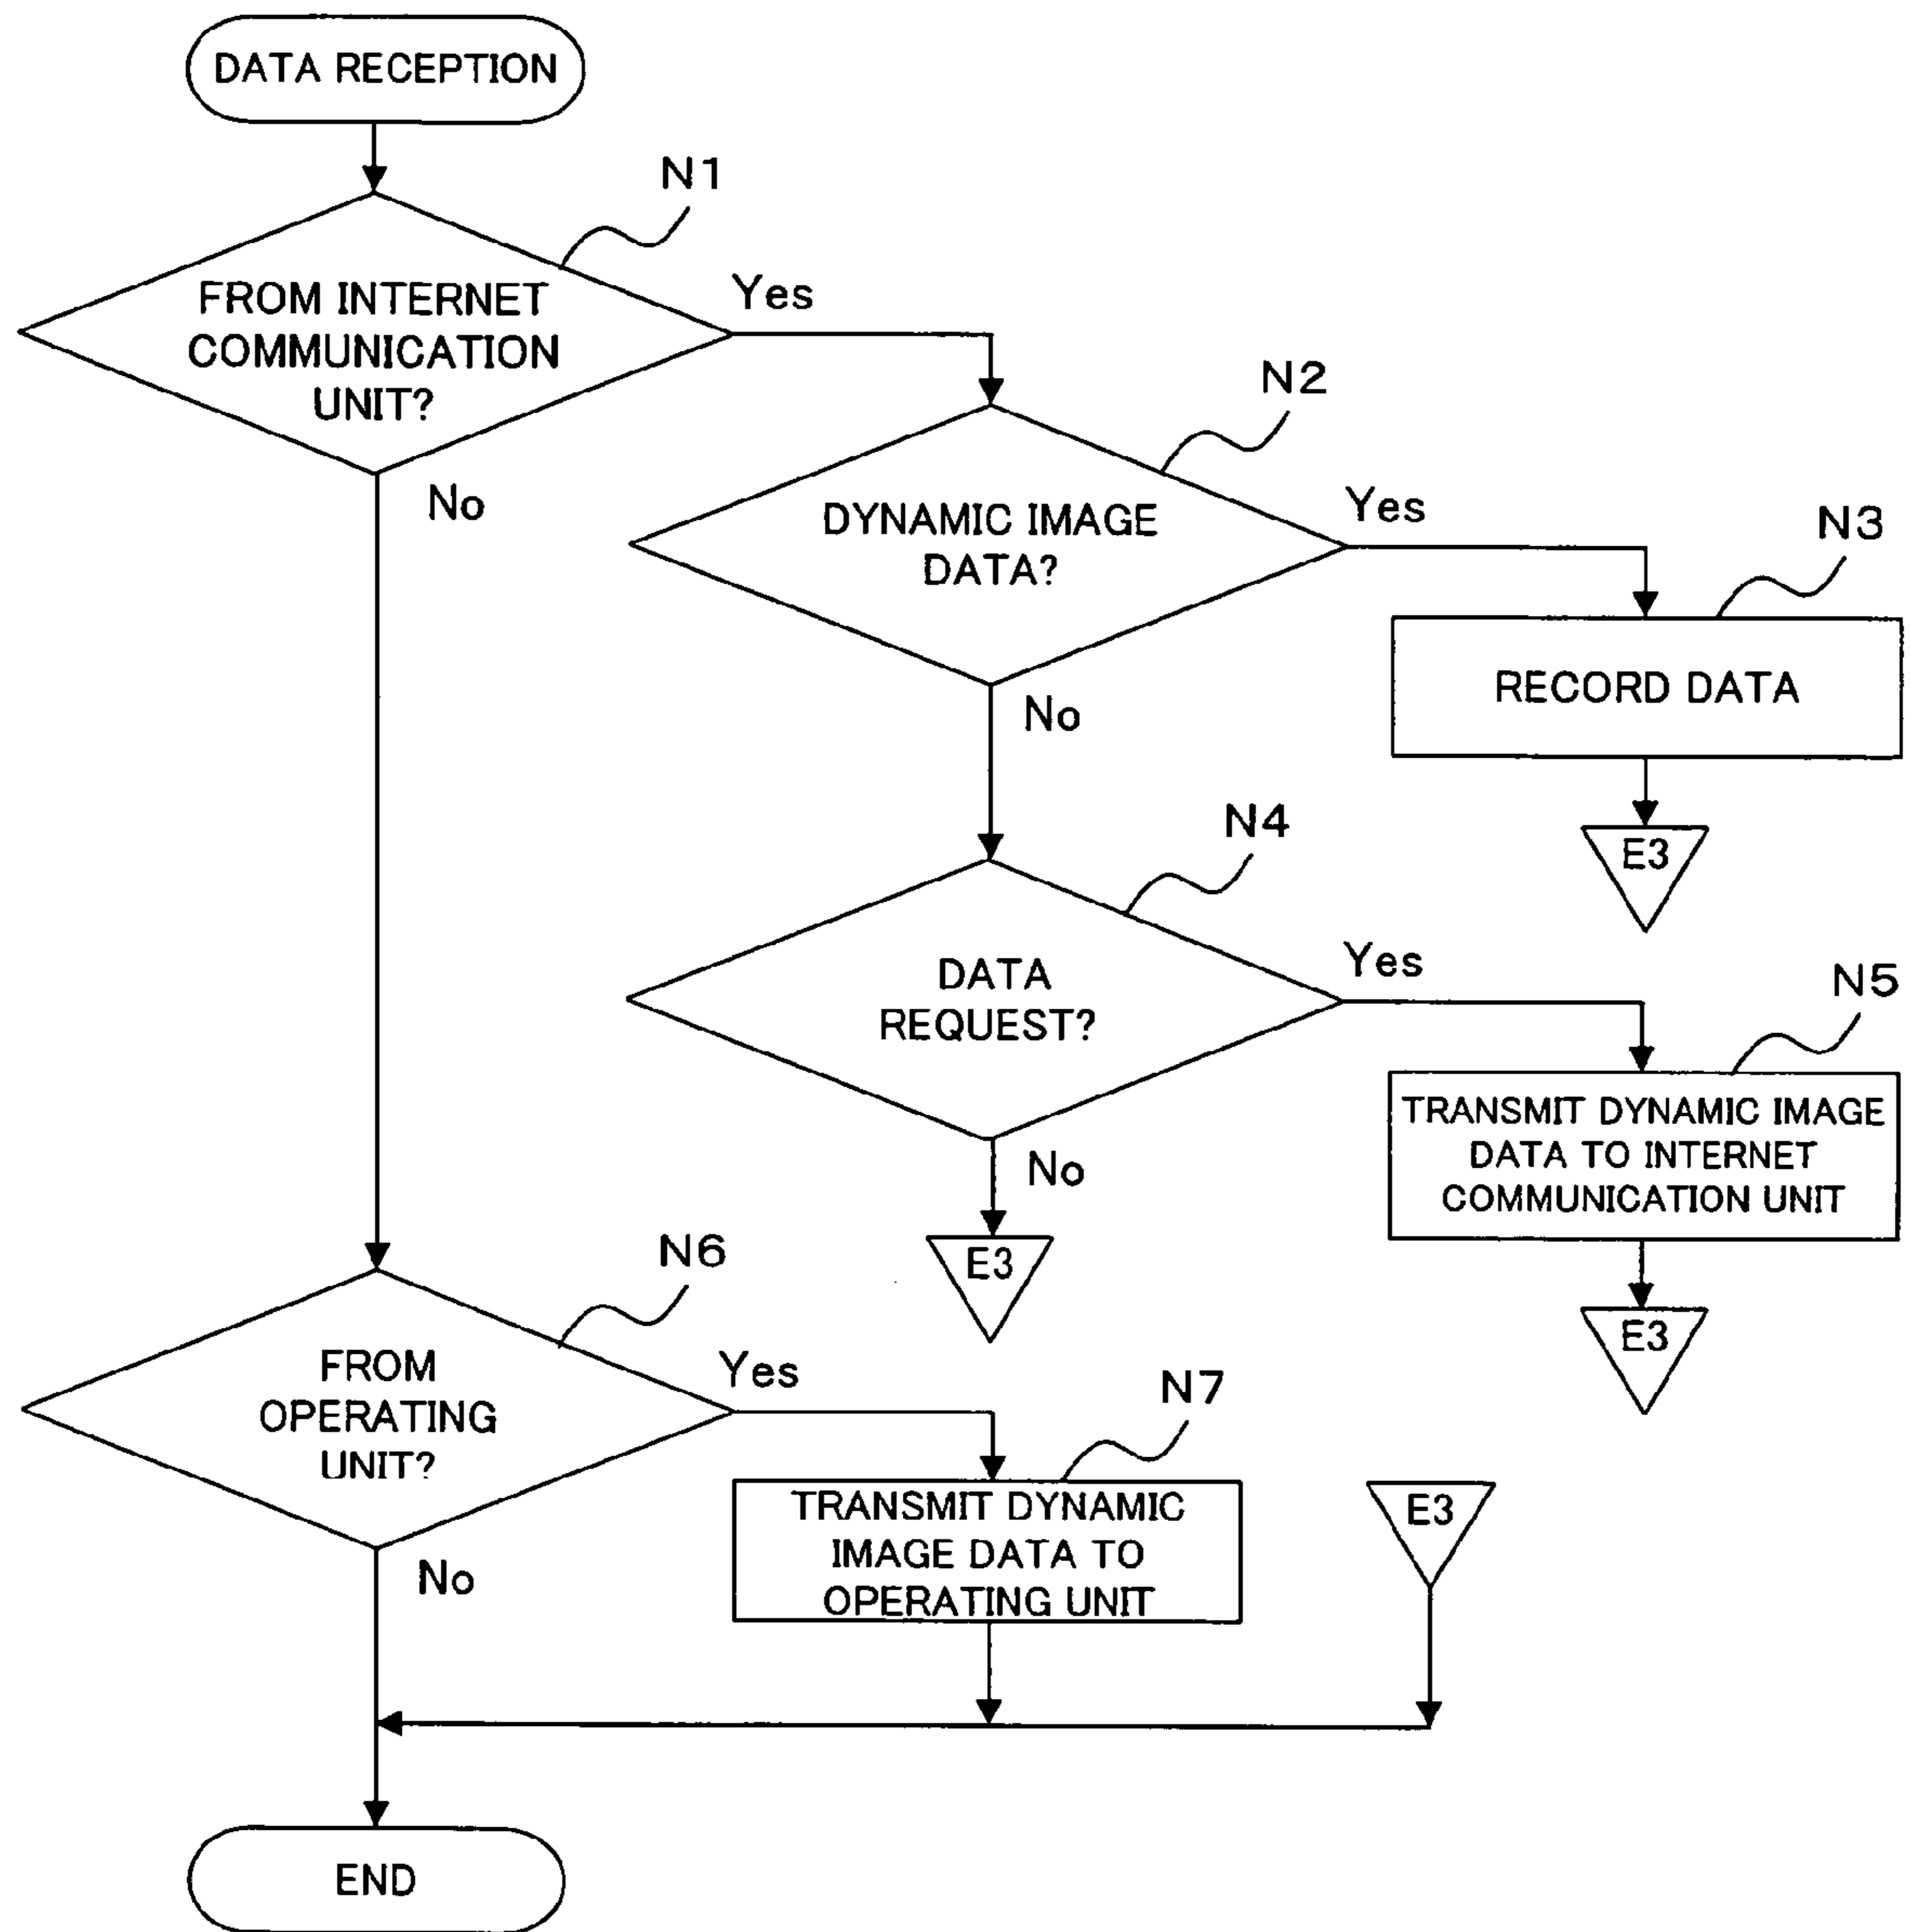 DATA RECEPTION
N1
FROM INTERNET
COMMUNICATION
UNIT?
Yes
No
N2
DYNAMIC IMAGE
DATA?
Yes
No
N3
RECORD DATA
E3
N4
DATA
REQUEST?
Yes
No
E3
N5
TRANSMIT DYNAMIC IMAGE
DATA TO INTERNET
COMMUNICATION UNIT
E3
N6
FROM
OPERATING
UNIT?
Yes
No
N7
TRANSMIT DYNAMIC
IMAGE DATA TO
OPERATING UNIT
E3
END